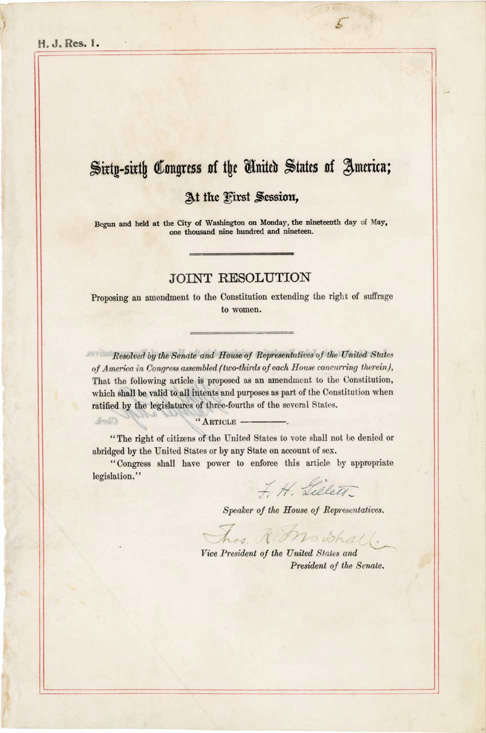 5
H. J. Res. 1.
Sixty-sixth Congress of the United States of America;
At the First Session,
Begun and held at the City of Washington on Monday, the nineteenth day of May,
one thousand nine hundred and nineteen.
JOINT RESOLUTION
Proposing an amendment to the Constitution extending the right of suffrage
to women.
Resolved by the Senate and House of Representatives of the United States
of America in Congress assembled (two-thirds of each House concurring therein),
That the following article is proposed as an amendment to the Constitution,
which shall be valid to all intents and purposes as part of the Constitution when
ratified by the legislatures of three-fourths of the several States.
"ARTICLE ———.
"The right of citizens of the United States to vote shall not be denied or
abridged by the United States or by any State on account of sex.
"Congress shall have power to enforce this article by appropriate
legislation."
F. H. Gillett
Speaker of the House of Representatives.
Thos. R. Marshall.
Vice President of the United States and
President of the Senate.